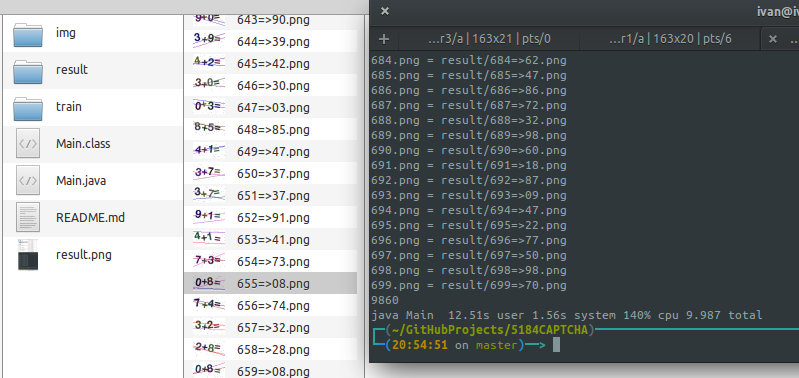 img
result
train
Main.class
Main.java
README.md
result.png
9+0= 643=>90.png
3+9= 644=>39.png
4+2= 645=>42.png
3+0= 646=>30.png
0+3= 647=>03.png
8+5= 648=>85.png
4+1= 649=>47.png
3+7= 650=>37.png
3+7= 651=>37.png
9+1= 652=>91.png
4+1= 653=>41.png
7+3= 654=>73.png
0+8= 655=>08.png
7+4= 656=>74.png
3+2= 657=>32.png
2+8= 658=>28.png
0+8= 659=>08.png
ivan@i
...r3/a | 163x21 | pts/0
...r1/a | 163x20 | pts/6
684.png = result/684=>62.png
685.png = result/685=>47.png
686.png = result/686=>86.png
687.png = result/687=>72.png
688.png = result/688=>32.png
689.png = result/689=>98.png
690.png = result/690=>60.png
691.png = result/691=>18.png
692.png = result/692=>87.png
693.png = result/693=>09.png
694.png = result/694=>47.png
695.png = result/695=>22.png
696.png = result/696=>77.png
697.png = result/697=>50.png
698.png = result/698=>98.png
699.png = result/699=>70.png
9860
java Main  12.51s user 1.56s system 140% cpu 9.987 total
(~/GitHubProjects/5184CAPTCHA)
(20:54:51 on master)──>